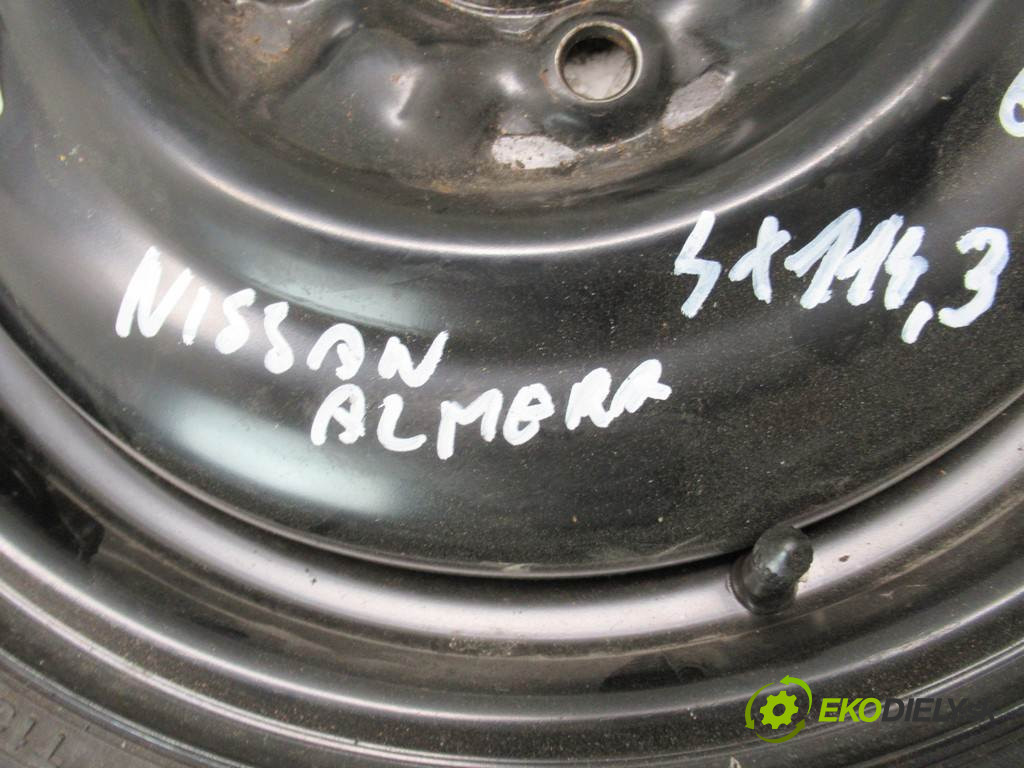 4x114,3
NISSAN
ALMERA
EKODIELY